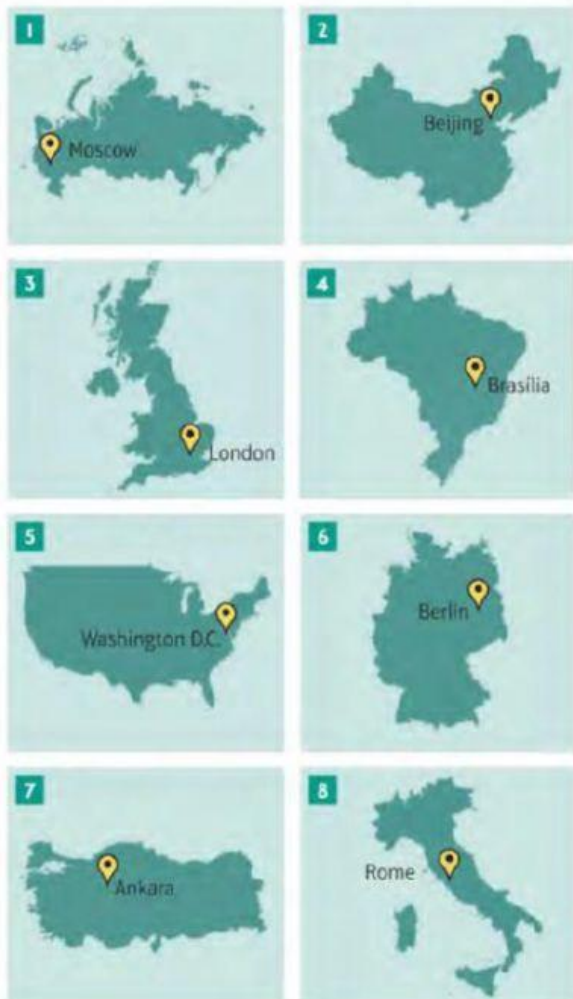 1
Moscow
2
Beijing
3
London
4
Brasília
5
Washington D.C.
6
Berlin
7
Ankara
8
Rome